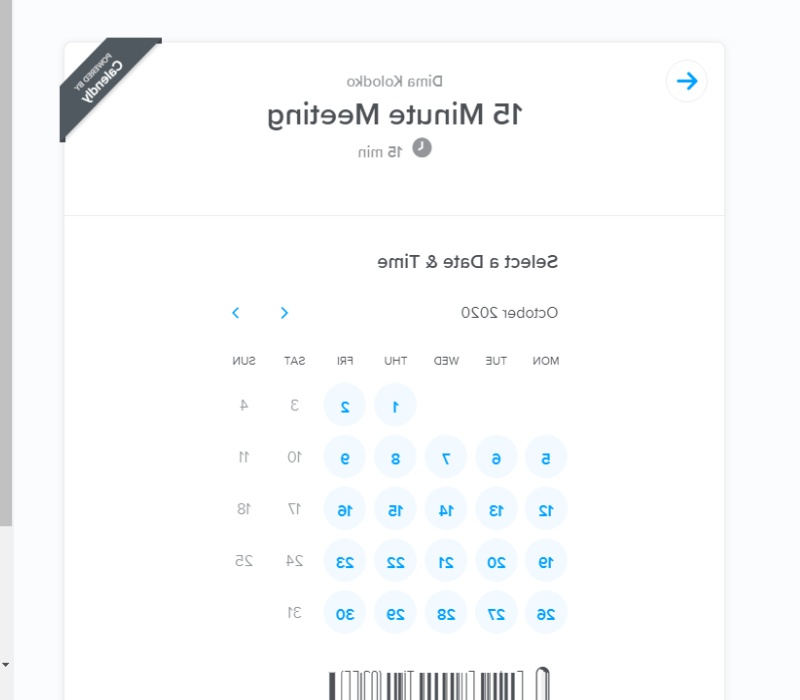 POWERED BY
Calendly
Dima Kolodko
15 Minute Meeting
15 min
Select a Date & Time
October 2020
MON TUE WED THU FRI SAT SUN
1 2 3 4
5 6 7 8 9 10 11
12 13 14 15 16 17 18
19 20 21 22 23 24 25
26 27 28 29 30 31